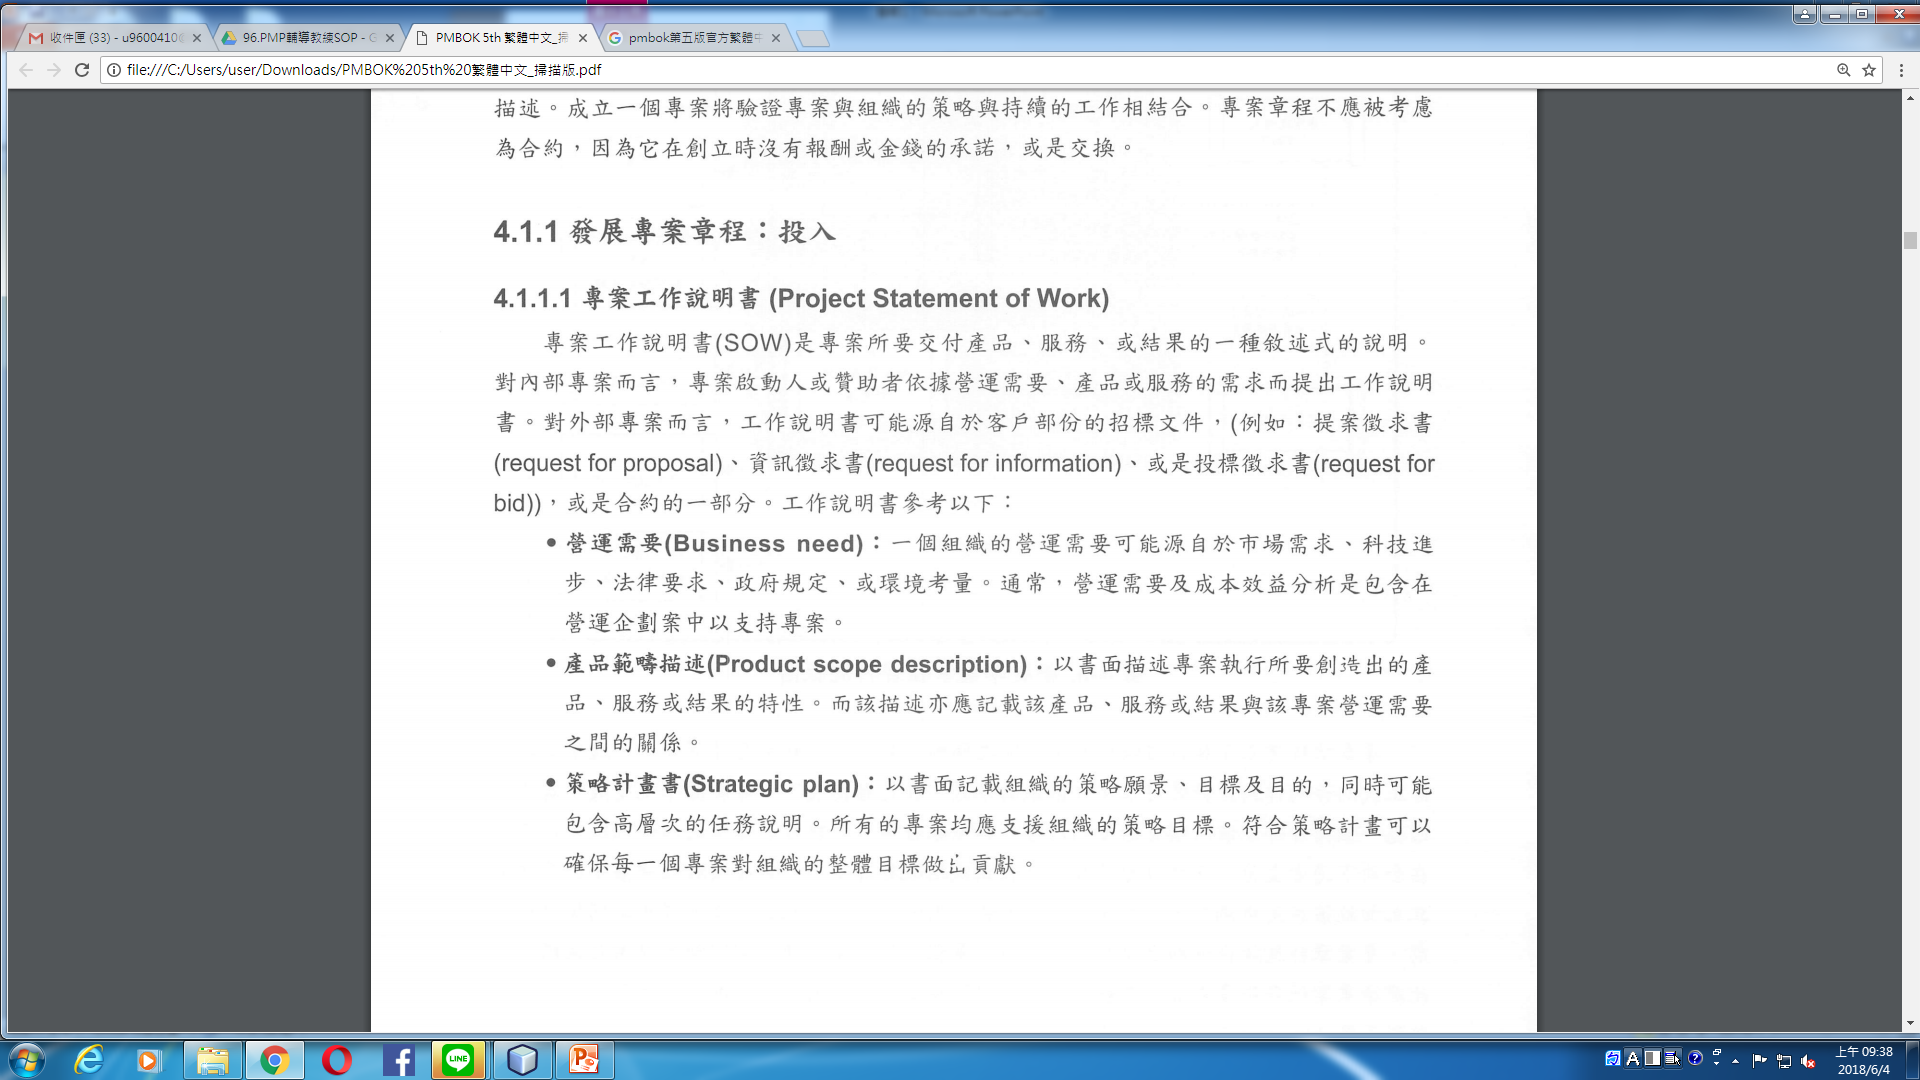 收件匣 (33) - u9600410@
96.PMP輔導教練SOP - G
PMBOK 5th 繁體中文_掃
pmbok第五版官方繁體中
file:///C:/Users/user/Downloads/PMBOK%205th%20繁體中文_掃描版.pdf
描述。成立一個專案將驗證專案與組織的策略與持續的工作相結合。專案章程不應被考慮
為合約，因為它在創立時沒有報酬或金錢的承諾，或是交換。
4.1.1 發展專案章程：投入
4.1.1.1 專案工作說明書 (Project Statement of Work)
專案工作說明書(SOW)是專案所要交付產品、服務、或結果的一種敘述式的說明。
對內部專案而言，專案啟動人或贊助者依據營運需要、產品或服務的需求而提出工作說明
書。對外部專案而言，工作說明書可能源自於客戶部份的招標文件，(例如：提案徵求書
(request for proposal)、資訊徵求書(request for information)、或是投標徵求書(request for
bid))，或是合約的一部分。工作說明書參考以下：
• 營運需要(Business need)：一個組織的營運需要可能源自於市場需求、科技進
步、法律要求、政府規定、或環境考量。通常，營運需要及成本效益分析是包含在
營運企劃案中以支持專案。
• 產品範疇描述(Product scope description)：以書面描述專案執行所要創造出的產
品、服務或結果的特性。而該描述亦應記載該產品、服務或結果與該專案營運需要
之間的關係。
• 策略計畫書(Strategic plan)：以書面記載組織的策略願景、目標及目的，同時可能
包含高層次的任務說明。所有的專案均應支援組織的策略目標。符合策略計畫可以
確保每一個專案對組織的整體目標做出貢獻。
LINE
A
上午 09:38
2018/6/4